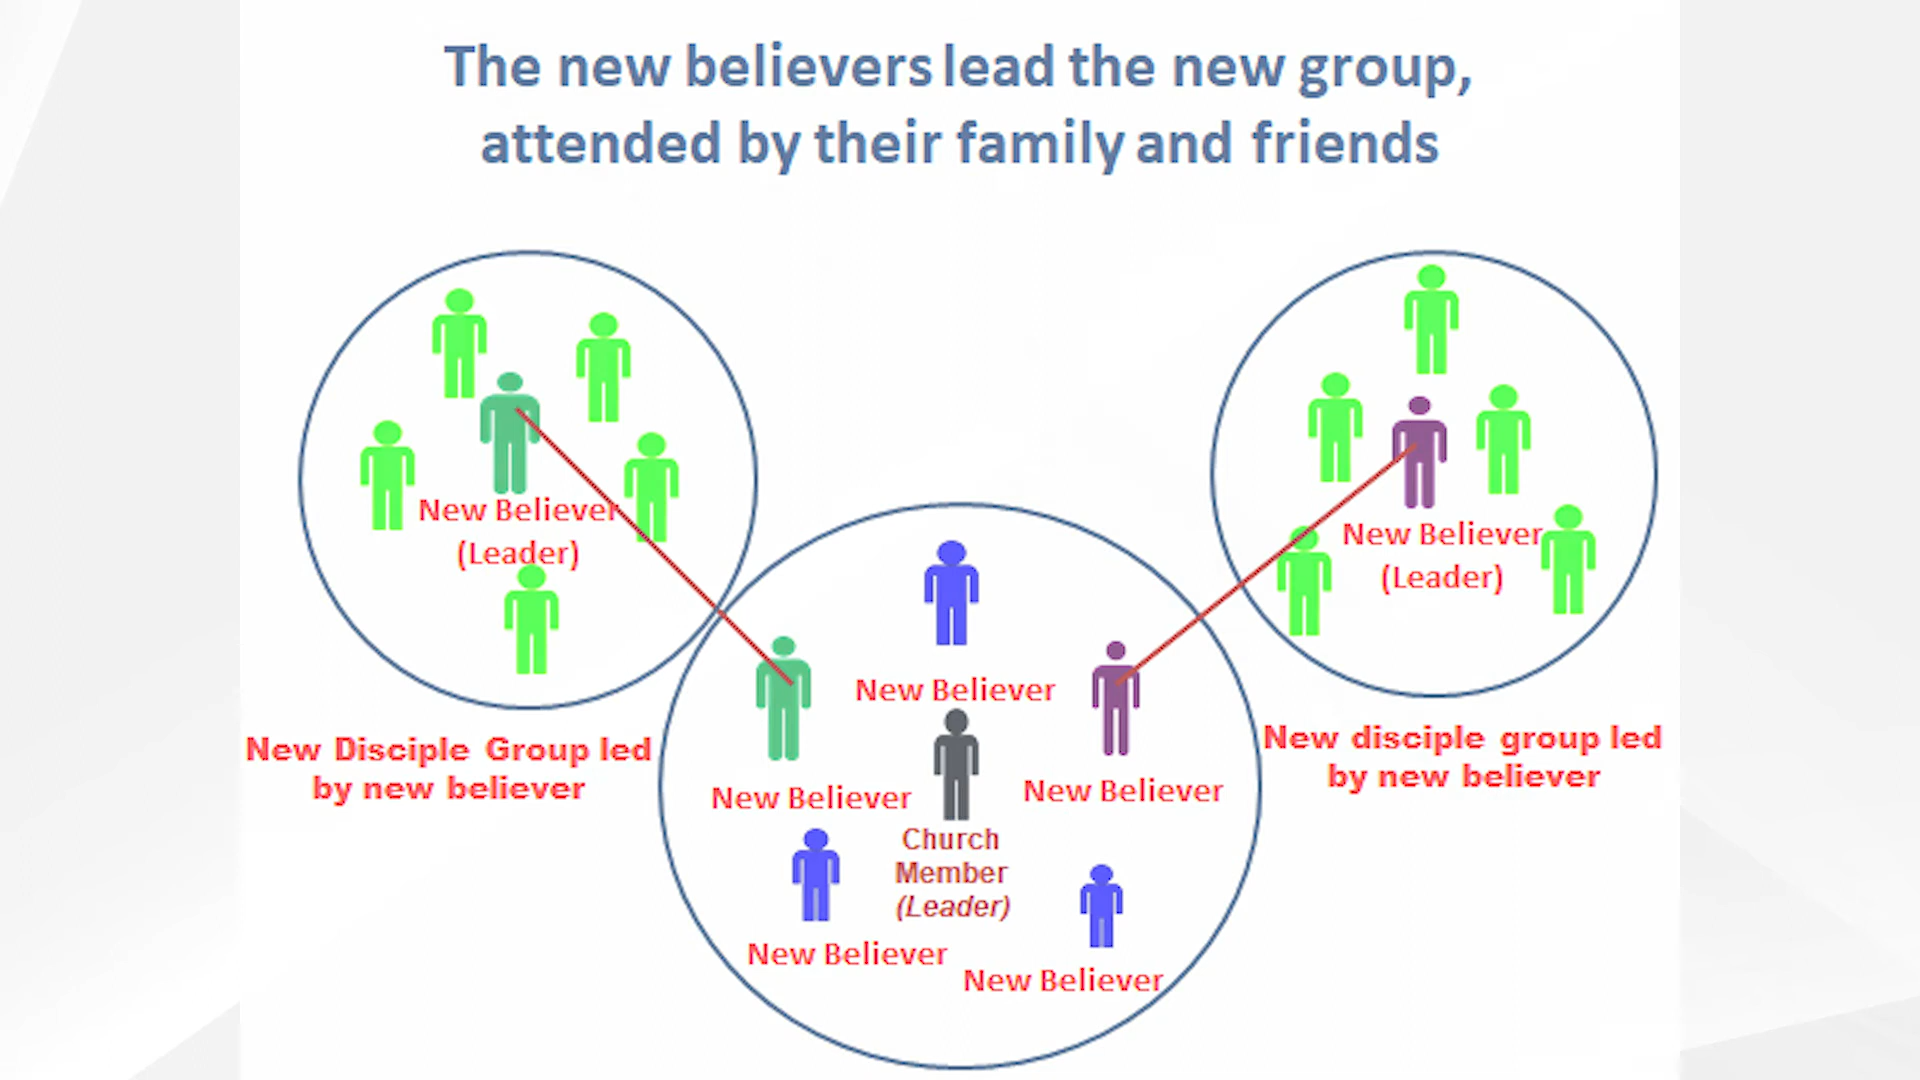 The new believers lead the new group,
attended by their family and friends
New Believer
(Leader)
New Believer
(Leader)
New Disciple Group led
by new believer
New disciple group led
by new believer
New Believer
New Believer
New Believer
Church
Member
(Leader)
New Believer
New Believer